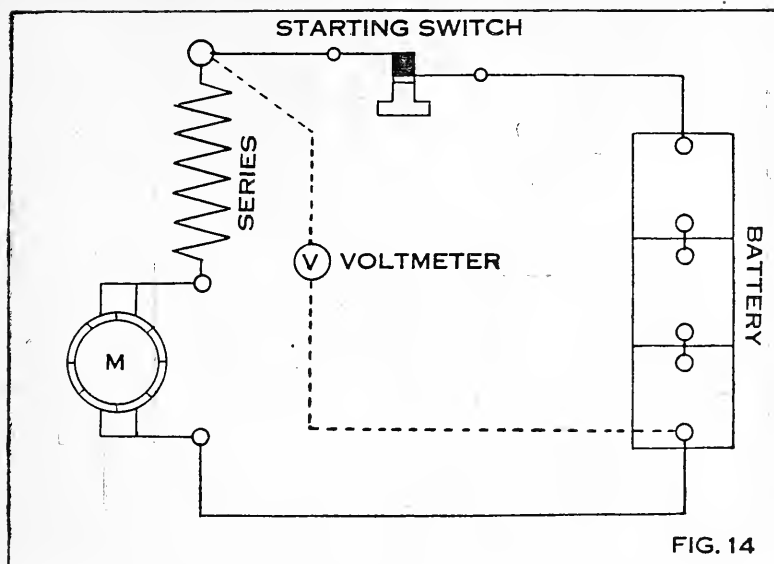 STARTING SWITCH
SERIES
V VOLTMETER
BATTERY
M
FIG. 14